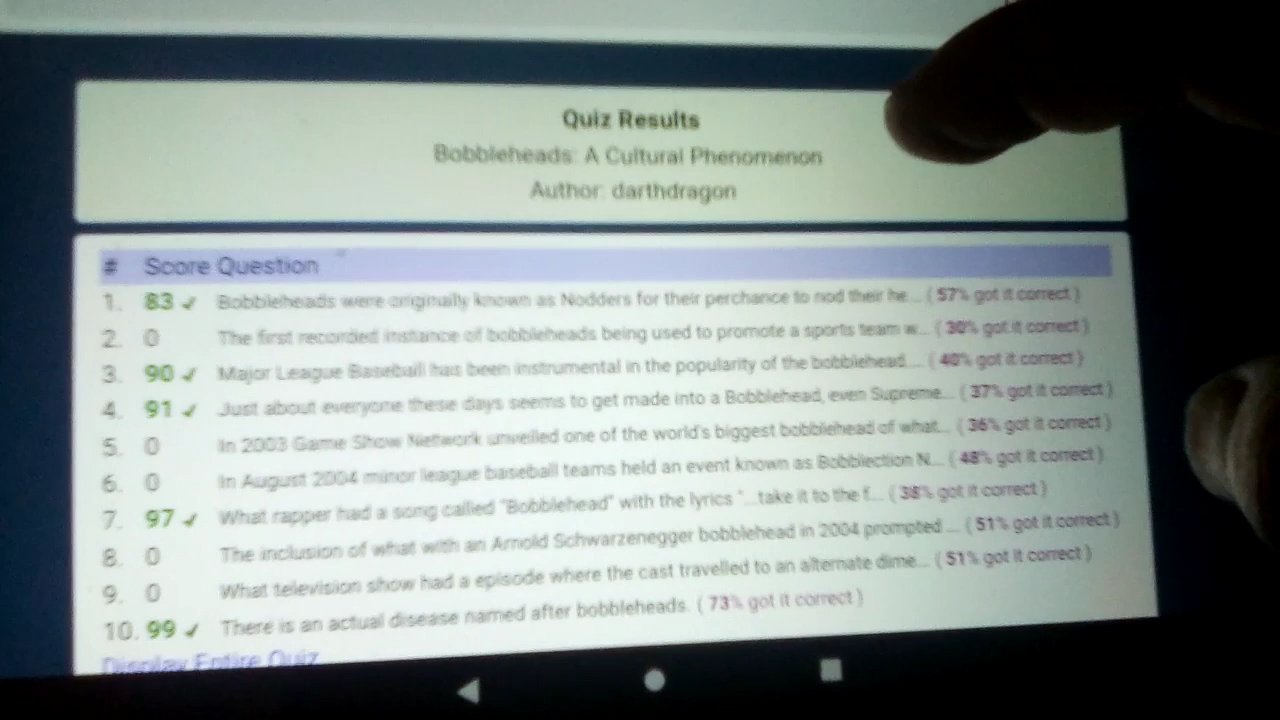 Quiz Results
Bobbleheads: A Cultural Phenomenon
Author: darthdragon
# Score Question
1. 83 ✓ Bobbleheads were originally known as Nodders for their perchance to nod their he... ( 57% got it correct )
2. 0 The first recorded instance of bobbleheads being used to promote a sports team w... ( 30% got it correct )
3. 90 ✓ Major League Baseball has been instrumental in the popularity of the bobblehead.... ( 40% got it correct )
4. 91 ✓ Just about everyone these days seems to get made into a Bobblehead, even Supreme... ( 37% got it correct )
5. 0 In 2003 Game Show Network unveiled one of the world's biggest bobblehead of what... ( 36% got it correct )
6. 0 In August 2004 minor league baseball teams held an event known as Bobblection N... ( 48% got it correct )
7. 97 ✓ What rapper had a song called "Bobblehead" with the lyrics "...take it to the f... ( 38% got it correct )
8. 0 The inclusion of what with an Arnold Schwarzenegger bobblehead in 2004 prompted ... ( 51% got it correct )
9. 0 What television show had a episode where the cast travelled to an alternate dime... ( 51% got it correct )
10. 99 ✓ There is an actual disease named after bobbleheads. ( 73% got it correct )
Display Entire Quiz